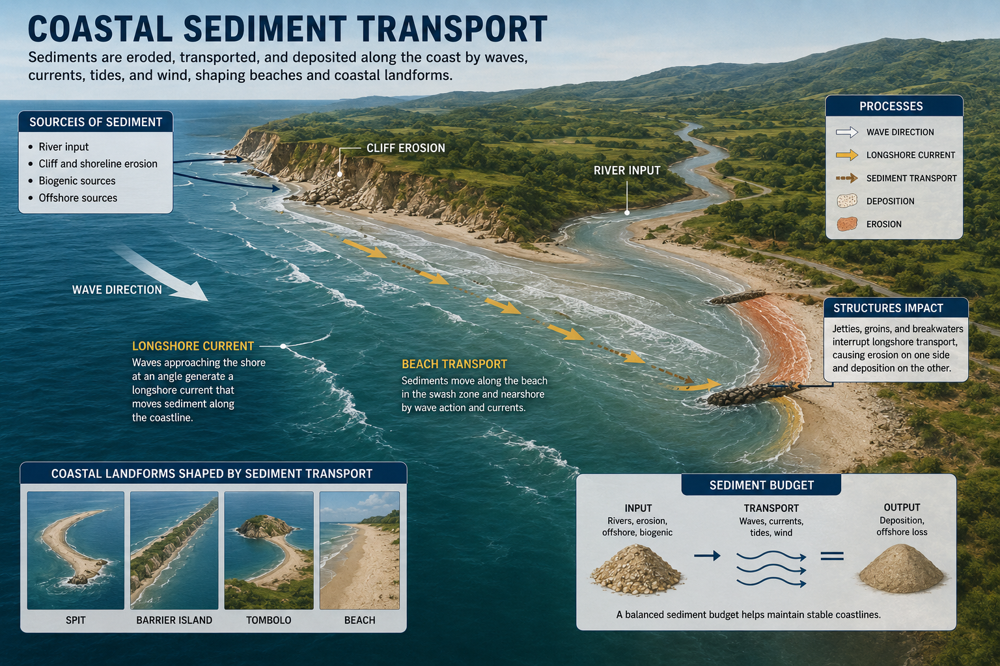 COASTAL SEDIMENT TRANSPORT
Sediments are eroded, transported, and deposited along the coast by waves,
currents, tides, and wind, shaping beaches and coastal landforms.
SOURCEIS OF SEDIMENT
• River input
• Cliff and shoreline erosion
• Biogenic sources
• Offshore sources
CLIFF EROSION
RIVER INPUT
PROCESSES
WAVE DIRECTION
LONGSHORE CURRENT
SEDIMENT TRANSPORT
DEPOSITION
EROSION
WAVE DIRECTION
LONGSHORE CURRENT
Waves approaching the shore
at an angle generate a
longshore current that
moves sediment along
the coastline.
BEACH TRANSPORT
Sediments move along the beach
in the swash zone and nearshore
by wave action and currents.
STRUCTURES IMPACT
Jetties, groins, and breakwaters
interrupt longshore transport,
causing erosion on one side
and deposition on the other.
COASTAL LANDFORMS SHAPED BY SEDIMENT TRANSPORT
SPIT
BARRIER ISLAND
TOMBOLO
BEACH
SEDIMENT BUDGET
INPUT
Rivers, erosion,
offshore, biogenic
TRANSPORT
Waves, currents,
tides, wind
OUTPUT
Deposition,
offshore loss
A balanced sediment budget helps maintain stable coastlines.